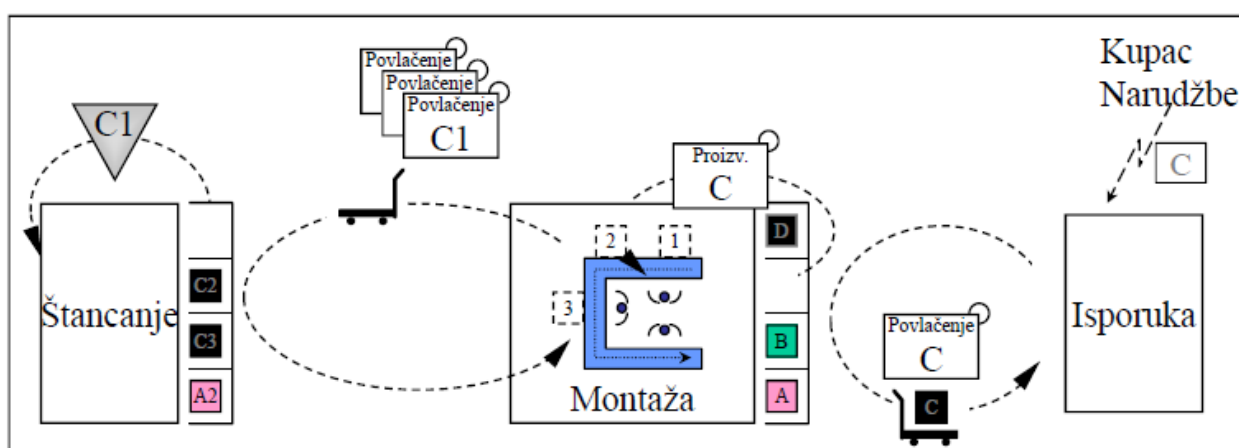 Povlačenje
Povlačenje
Povlačenje
C1
C1
Kupac
Narudžbe
C
Proizv.
C
Štancanje
C2
C3
A2
2
1
3
Montaža
D
B
A
Povlačenje
C
C
Isporuka